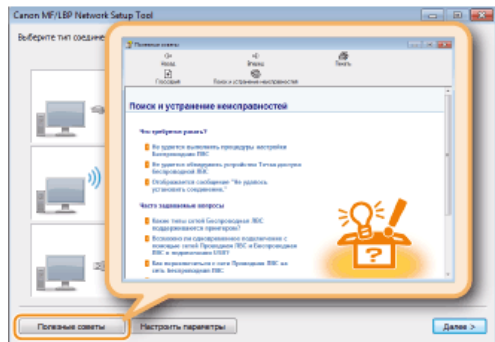 Canon MF/LBP Network Setup Tool
Выберите тип соедине
Полезные советы
Назад
Вперед
Печать
Глоссарий
Поиск и устранение неисправностей
Поиск и устранение неисправностей
Что требуется узнать?
Не удается выполнить процедуры настройки
Беспроводная ЛВС
Не удается обнаружить устройство Точка доступа
беспроводной ЛВС
Отображается сообщение "Не удалось
установить соединение."
Часто задаваемые вопросы
Какие типы сетей Беспроводная ЛВС
поддерживаются принтером?
Возможно ли одновременное подключение с
помощью сетей Проводная ЛВС и Беспроводная
ЛВС и подключения USB?
Как переключиться с сети Проводная ЛВС на
сеть Беспроводная ЛВС
?
Полезные советы
Настроить параметры
Далее >